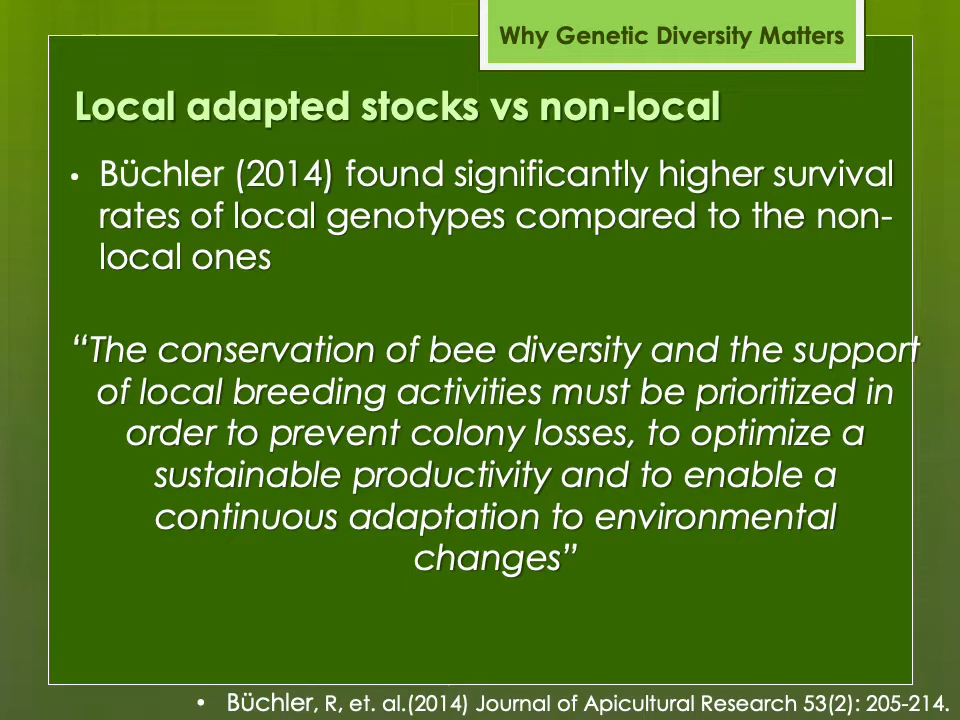 Why Genetic Diversity Matters
Local adapted stocks vs non-local
• Büchler (2014) found significantly higher survival
rates of local genotypes compared to the non-
local ones
“The conservation of bee diversity and the support
of local breeding activities must be prioritized in
order to prevent colony losses, to optimize a
sustainable productivity and to enable a
continuous adaptation to environmental
changes”
• Büchler, R, et. al.(2014) Journal of Apicultural Research 53(2): 205-214.